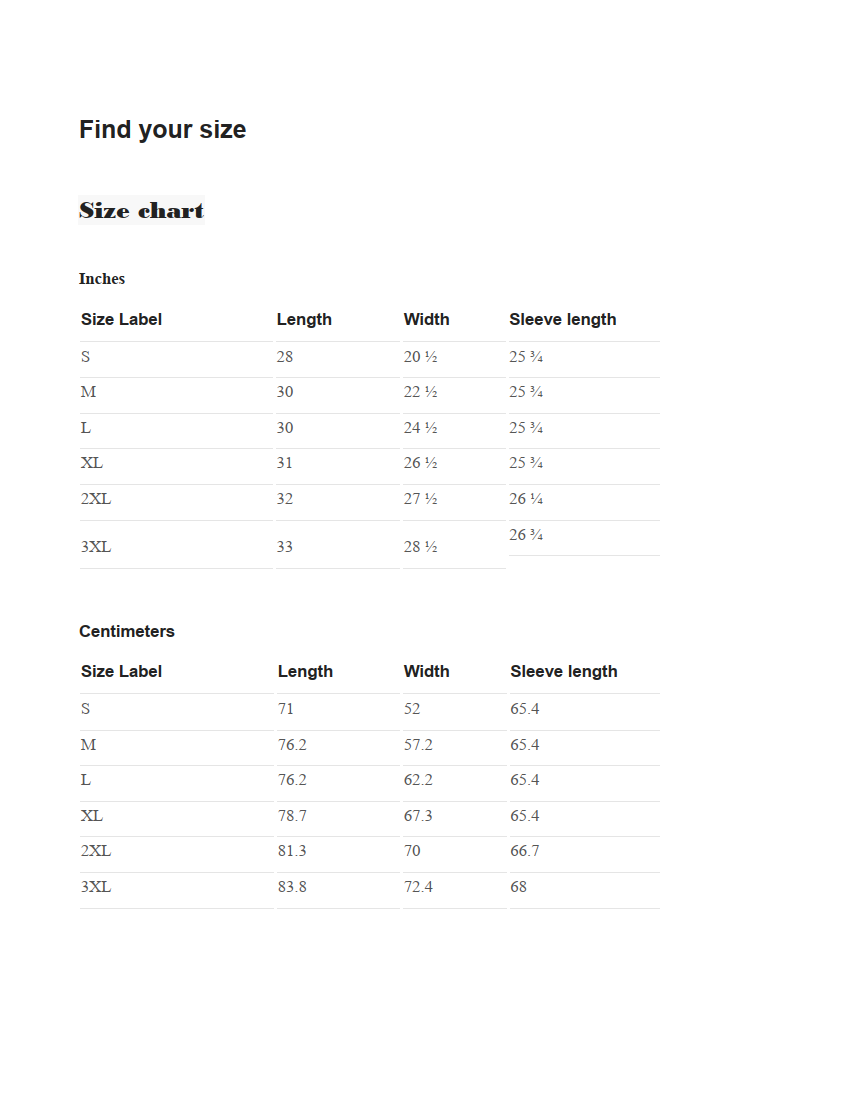 Find your size
Size chart
Inches
Size Label Length Width Sleeve length
S 28 20 ½ 25 ¾
M 30 22 ½ 25 ¾
L 30 24 ½ 25 ¾
XL 31 26 ½ 25 ¾
2XL 32 27 ½ 26 ¼
3XL 33 28 ½ 26 ¾
Centimeters
Size Label Length Width Sleeve length
S 71 52 65.4
M 76.2 57.2 65.4
L 76.2 62.2 65.4
XL 78.7 67.3 65.4
2XL 81.3 70 66.7
3XL 83.8 72.4 68